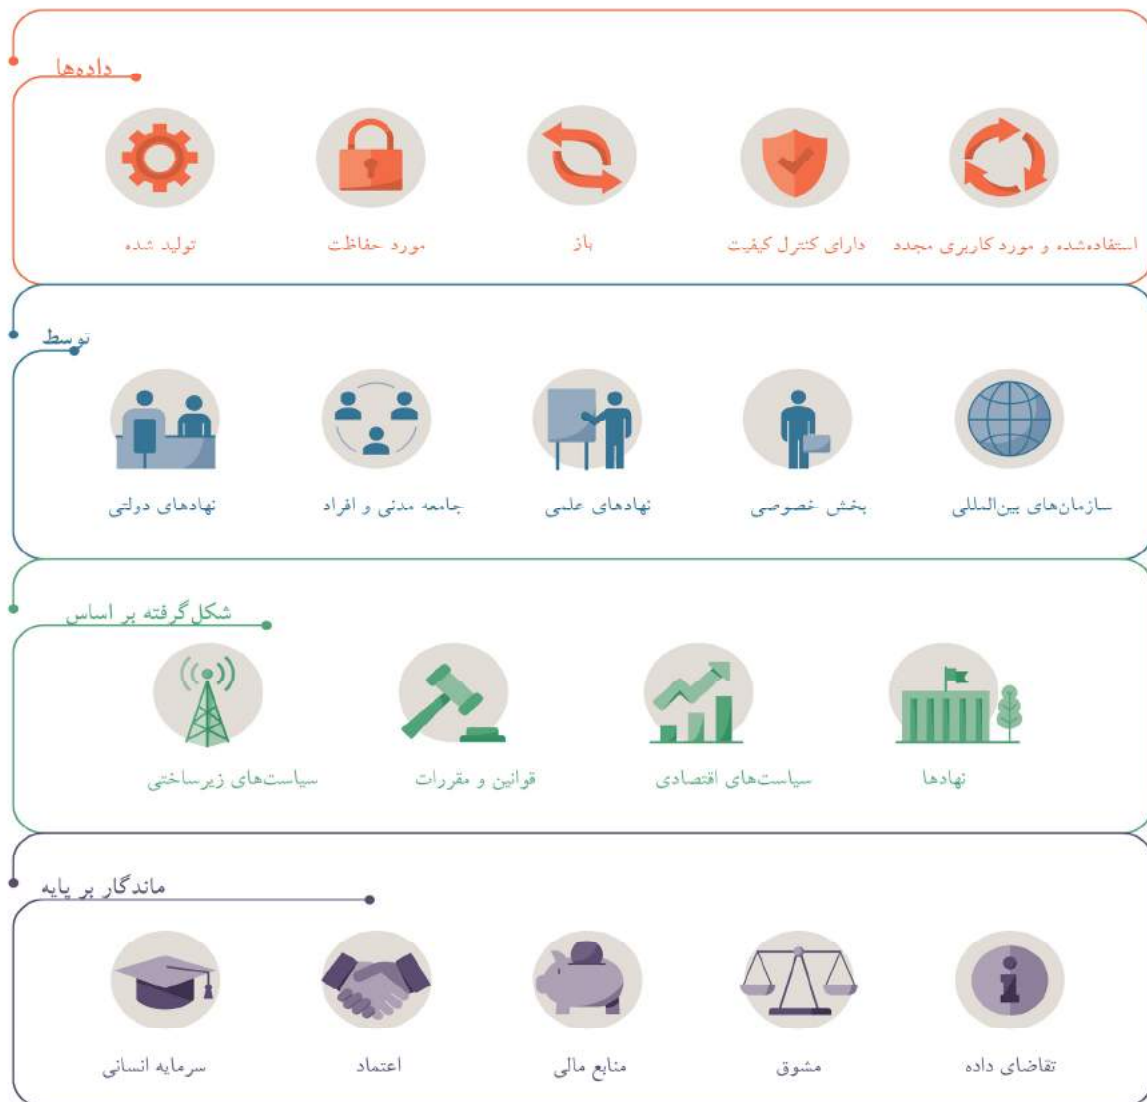 داده‌ها
استفاده‌شده و مورد کاربری مجدد
دارای کنترل کیفیت
باز
مورد حفاظت
تولید شده
توسط
سازمان‌های بین‌المللی
بخش خصوصی
نهادهای علمی
جامعه مدنی و افراد
نهادهای دولتی
شکل‌گرفته بر اساس
نهادها
سیاست‌های اقتصادی
قوانین و مقررات
سیاست‌های زیرساختی
ماندگار بر پایه
تقاضای داده
مشوق
منابع مالی
اعتماد
سرمایه انسانی